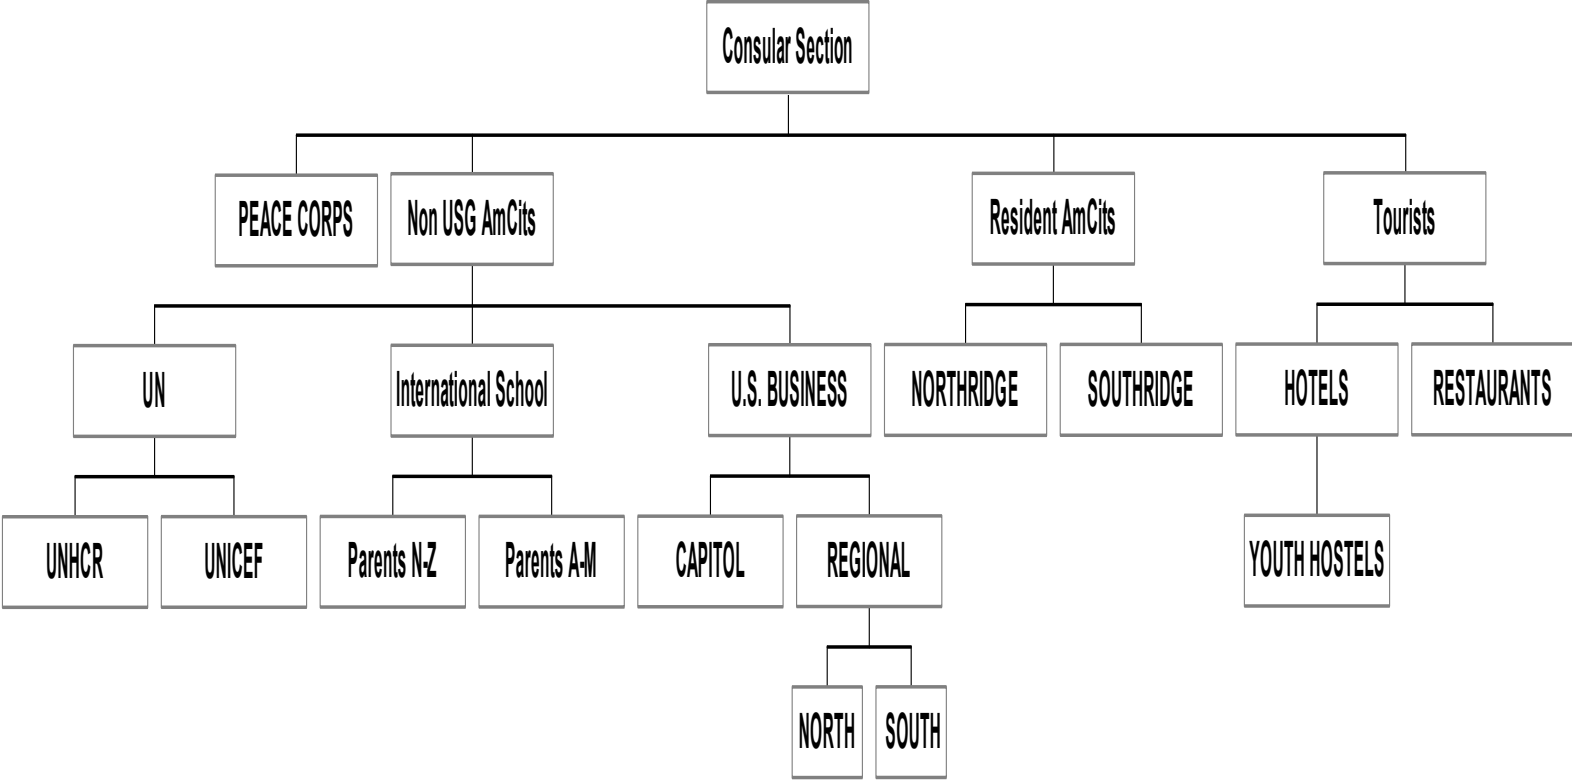 Consular Section
PEACE CORPS
Non USG AmCits
Resident AmCits
Tourists
UN
International School
U.S. BUSINESS
NORTHRIDGE
SOUTHRIDGE
HOTELS
RESTAURANTS
UNHCR
UNICEF
Parents N-Z
Parents A-M
CAPITOL
REGIONAL
YOUTH HOSTELS
NORTH
SOUTH